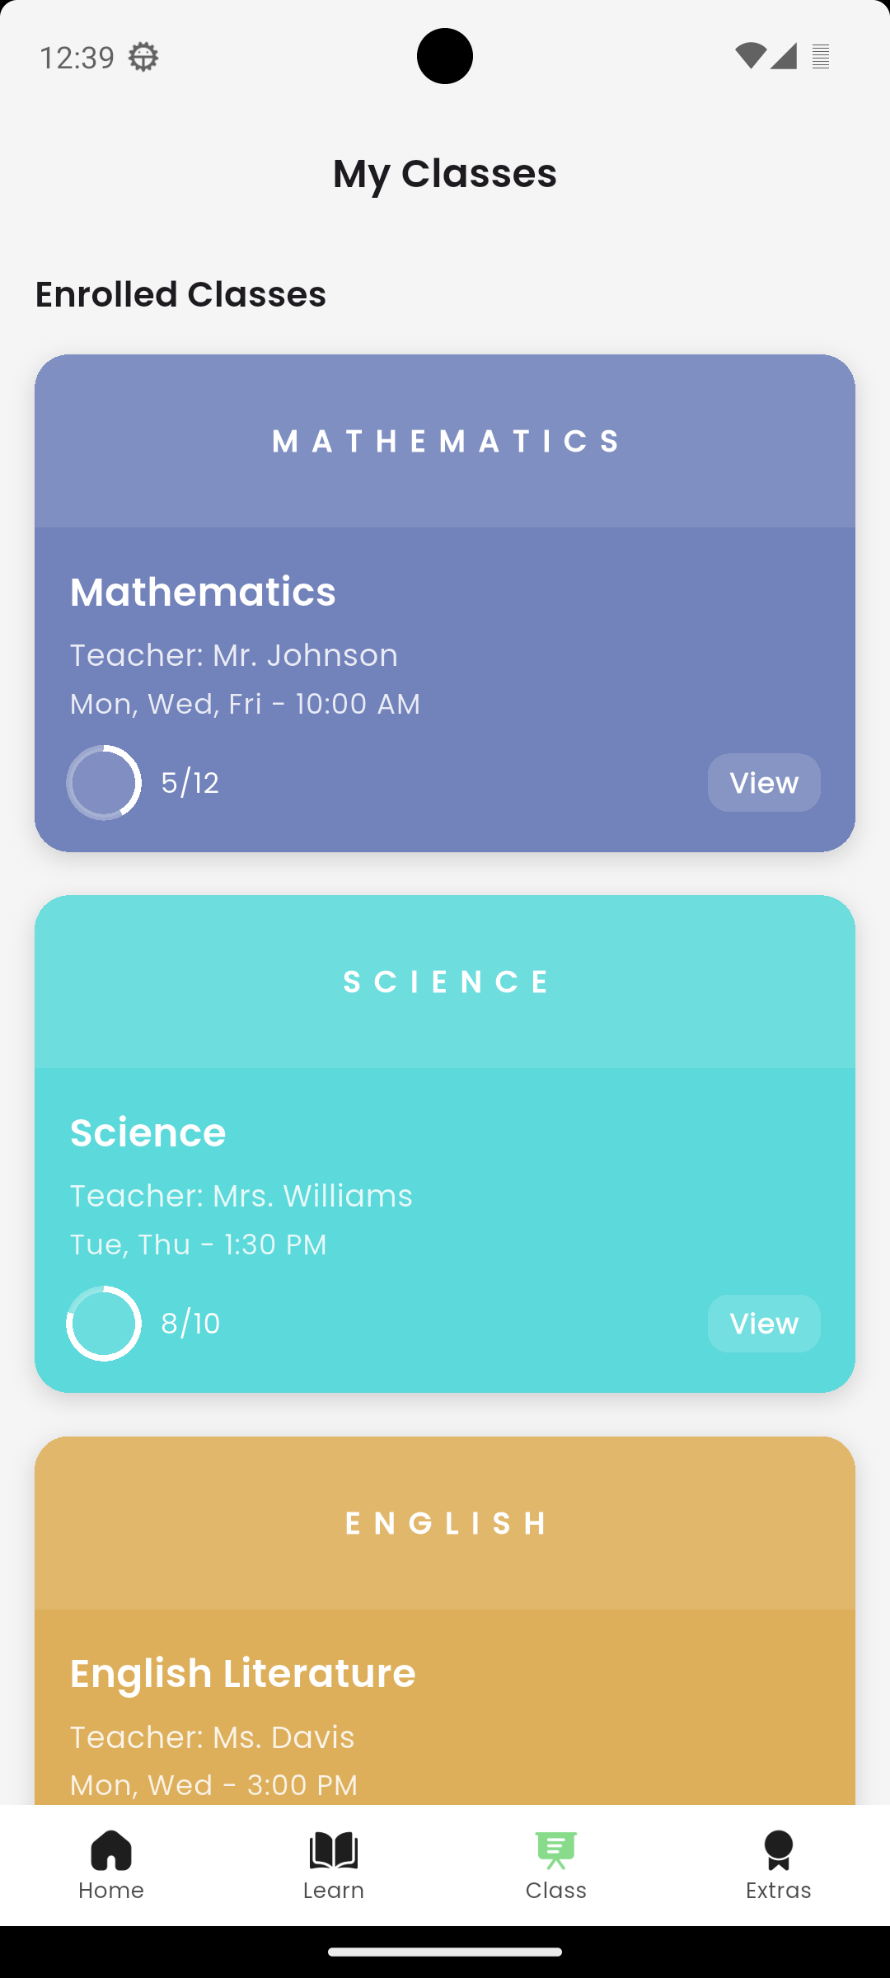 12:39
My Classes
Enrolled Classes
MATHEMATICS
Mathematics
Teacher: Mr. Johnson
Mon, Wed, Fri - 10:00 AM
5/12
View
SCIENCE
Science
Teacher: Mrs. Williams
Tue, Thu - 1:30 PM
8/10
View
ENGLISH
English Literature
Teacher: Ms. Davis
Mon, Wed - 3:00 PM
Home
Learn
Class
Extras